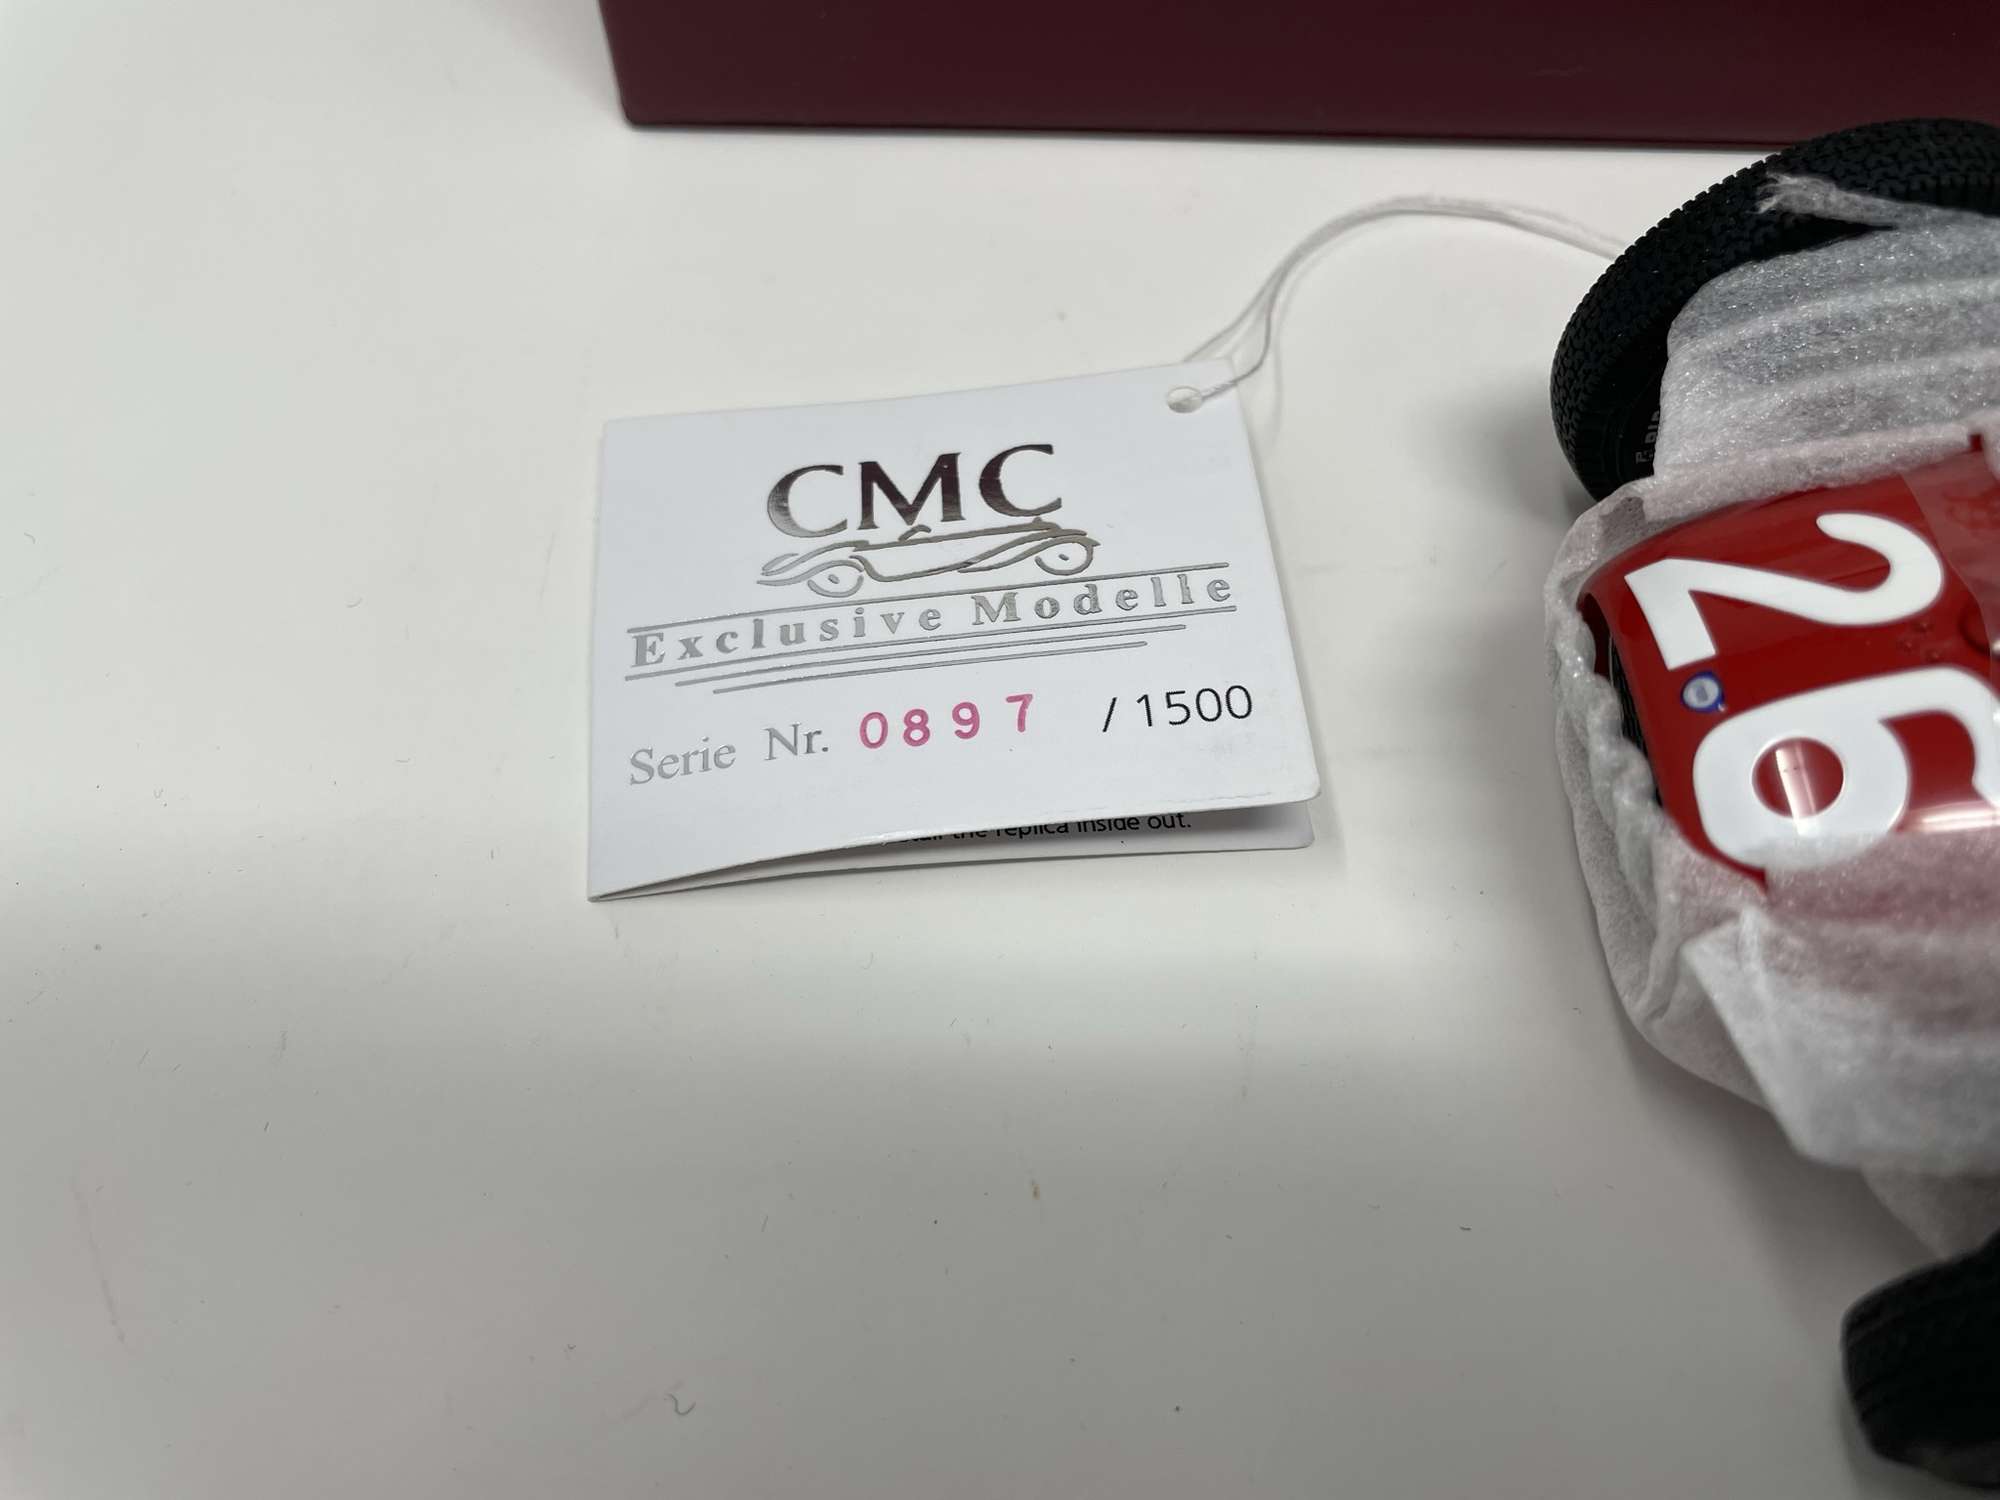 CMC
Exclusive Modelle
Serie Nr. 0897 / 1500
the replica inside out.
26